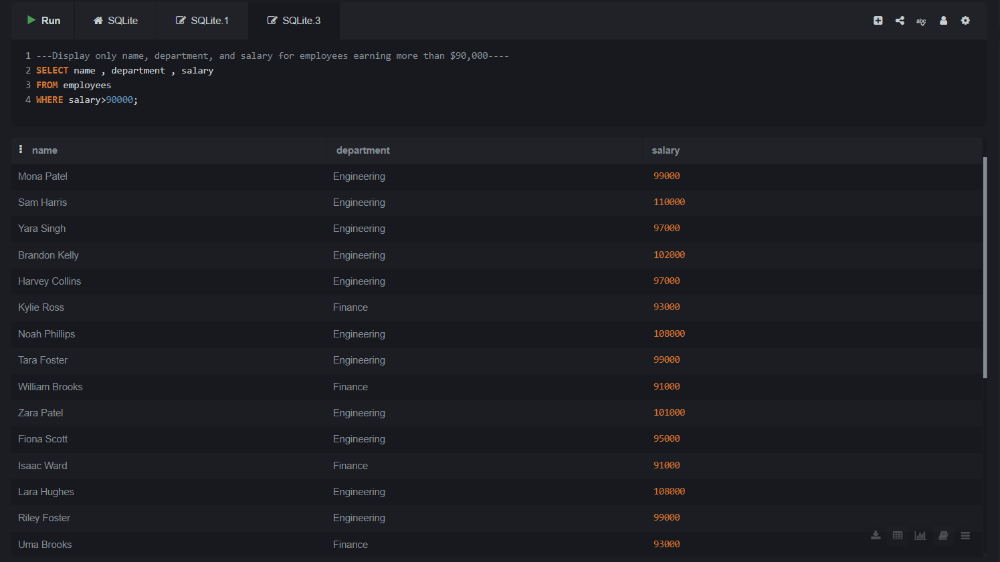 Run SQLite SQLite.1 SQLite.3 abc
1 ---Display only name, department, and salary for employees earning more than $90,000----
2 SELECT name , department , salary
3 FROM employees
4 WHERE salary>90000;
name department salary
Mona Patel Engineering 99000
Sam Harris Engineering 110000
Yara Singh Engineering 97000
Brandon Kelly Engineering 102000
Harvey Collins Engineering 97000
Kylie Ross Finance 93000
Noah Phillips Engineering 108000
Tara Foster Engineering 99000
William Brooks Finance 91000
Zara Patel Engineering 101000
Fiona Scott Engineering 95000
Isaac Ward Finance 91000
Lara Hughes Engineering 108000
Riley Foster Engineering 99000
Uma Brooks Finance 93000